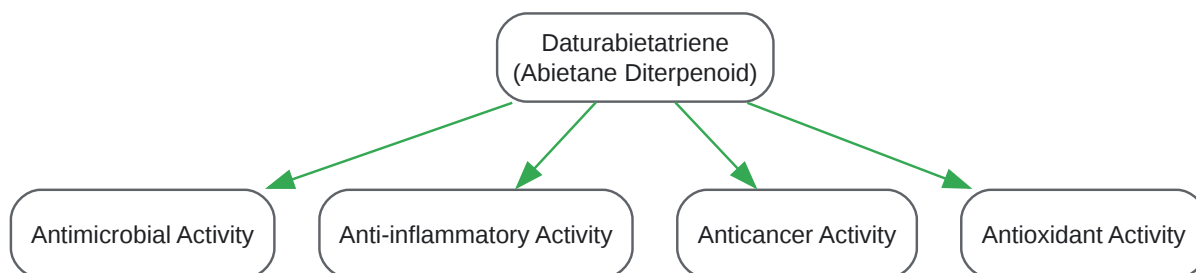 Daturabietatriene
(Abietane Diterpenoid)
Antimicrobial Activity
Anti-inflammatory Activity
Anticancer Activity
Antioxidant Activity